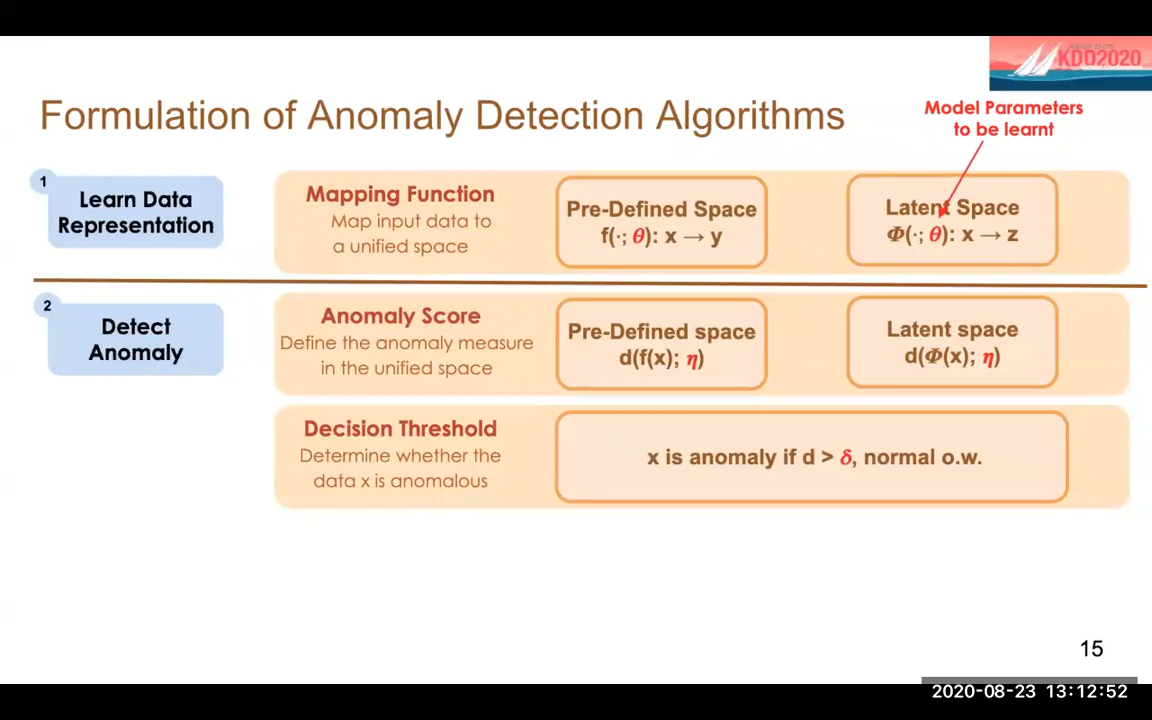 KDD2020
Formulation of Anomaly Detection Algorithms
Model Parameters
to be learnt
1
Learn Data
Representation
Mapping Function
Map input data to
a unified space
Pre-Defined Space
f(·; θ): x → y
Latent Space
Φ(·; θ): x → z
2
Detect
Anomaly
Anomaly Score
Define the anomaly measure
in the unified space
Pre-Defined space
d(f(x); η)
Latent space
d(Φ(x); η)
Decision Threshold
Determine whether the
data x is anomalous
x is anomaly if d > δ, normal o.w.
15
2020-08-23 13:12:52